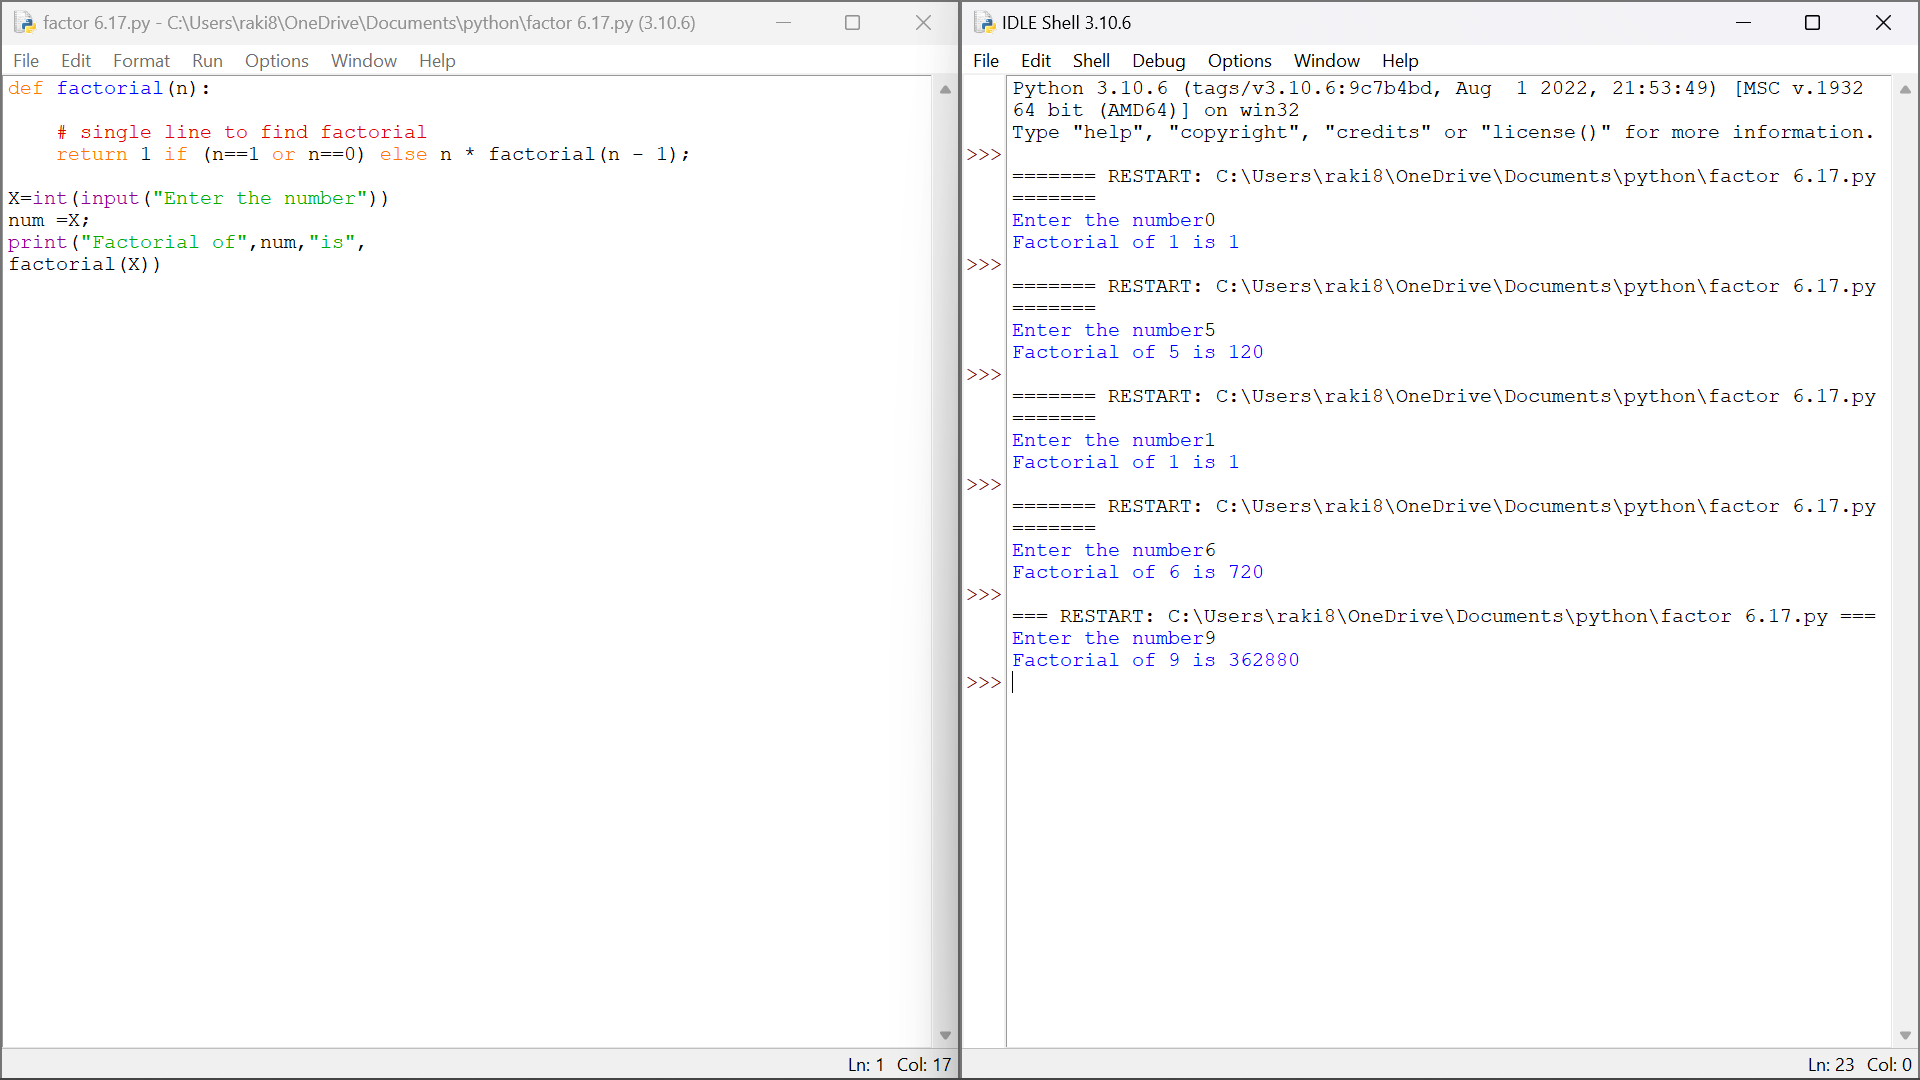 factor 6.17.py - C:\Users\raki8\OneDrive\Documents\python\factor 6.17.py (3.10.6)
File Edit Format Run Options Window Help
def factorial(n):
    # single line to find factorial
    return 1 if (n==1 or n==0) else n * factorial(n - 1);
X=int(input("Enter the number"))
num =X;
print("Factorial of",num,"is",
factorial(X))
Ln: 1 Col: 17
IDLE Shell 3.10.6
File Edit Shell Debug Options Window Help
Python 3.10.6 (tags/v3.10.6:9c7b4bd, Aug  1 2022, 21:53:49) [MSC v.1932
64 bit (AMD64)] on win32
Type "help", "copyright", "credits" or "license()" for more information.
>>>
======= RESTART: C:\Users\raki8\OneDrive\Documents\python\factor 6.17.py
=======
Enter the number0
Factorial of 1 is 1
>>>
======= RESTART: C:\Users\raki8\OneDrive\Documents\python\factor 6.17.py
=======
Enter the number5
Factorial of 5 is 120
>>>
======= RESTART: C:\Users\raki8\OneDrive\Documents\python\factor 6.17.py
=======
Enter the number1
Factorial of 1 is 1
>>>
======= RESTART: C:\Users\raki8\OneDrive\Documents\python\factor 6.17.py
=======
Enter the number6
Factorial of 6 is 720
>>>
=== RESTART: C:\Users\raki8\OneDrive\Documents\python\factor 6.17.py ===
Enter the number9
Factorial of 9 is 362880
>>>
Ln: 23 Col: 0